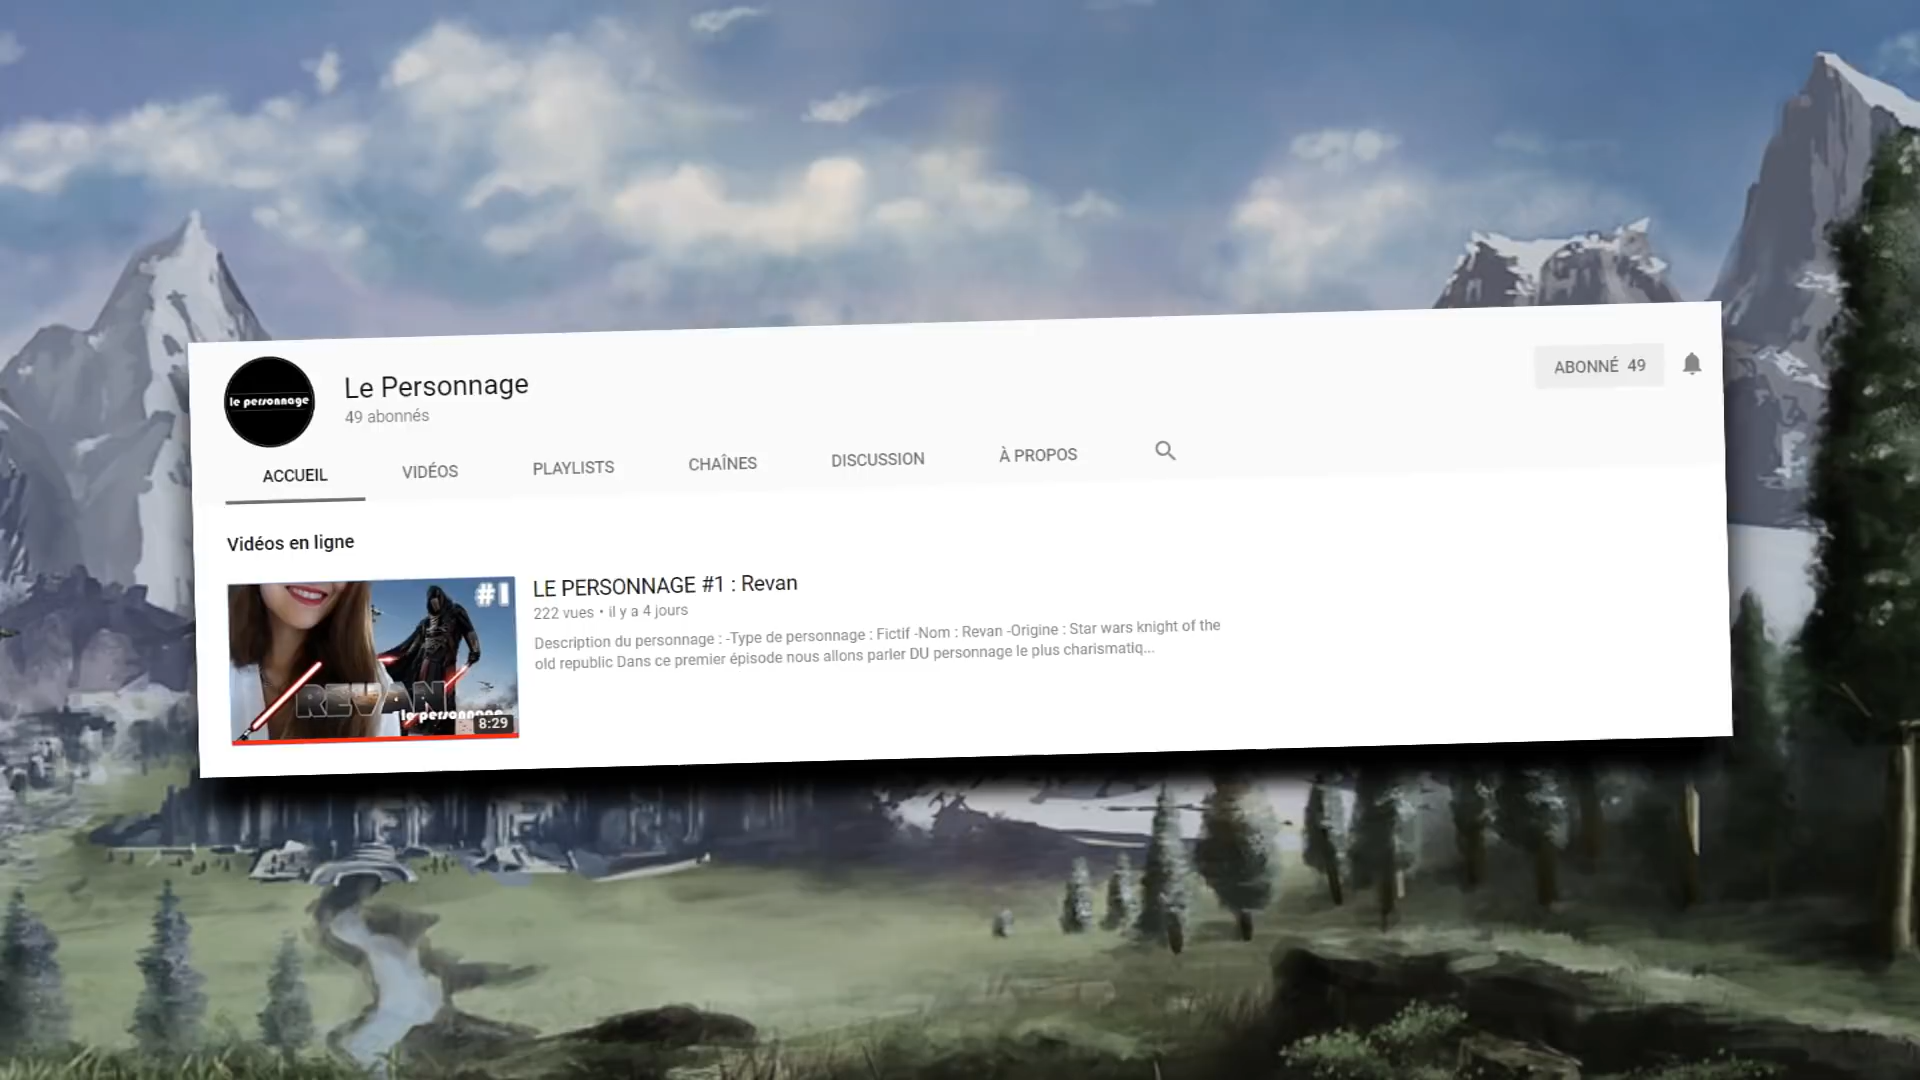 le personnage
Le Personnage
49 abonnés
ABONNÉ 49
ACCUEIL
VIDÉOS
PLAYLISTS
CHAÎNES
DISCUSSION
À PROPOS
Vidéos en ligne
#1
REVAN
le personnage
8:29
LE PERSONNAGE #1 : Revan
222 vues • il y a 4 jours
Description du personnage : -Type de personnage : Fictif -Nom : Revan -Origine : Star wars knight of the
old republic Dans ce premier épisode nous allons parler DU personnage le plus charismatiq...